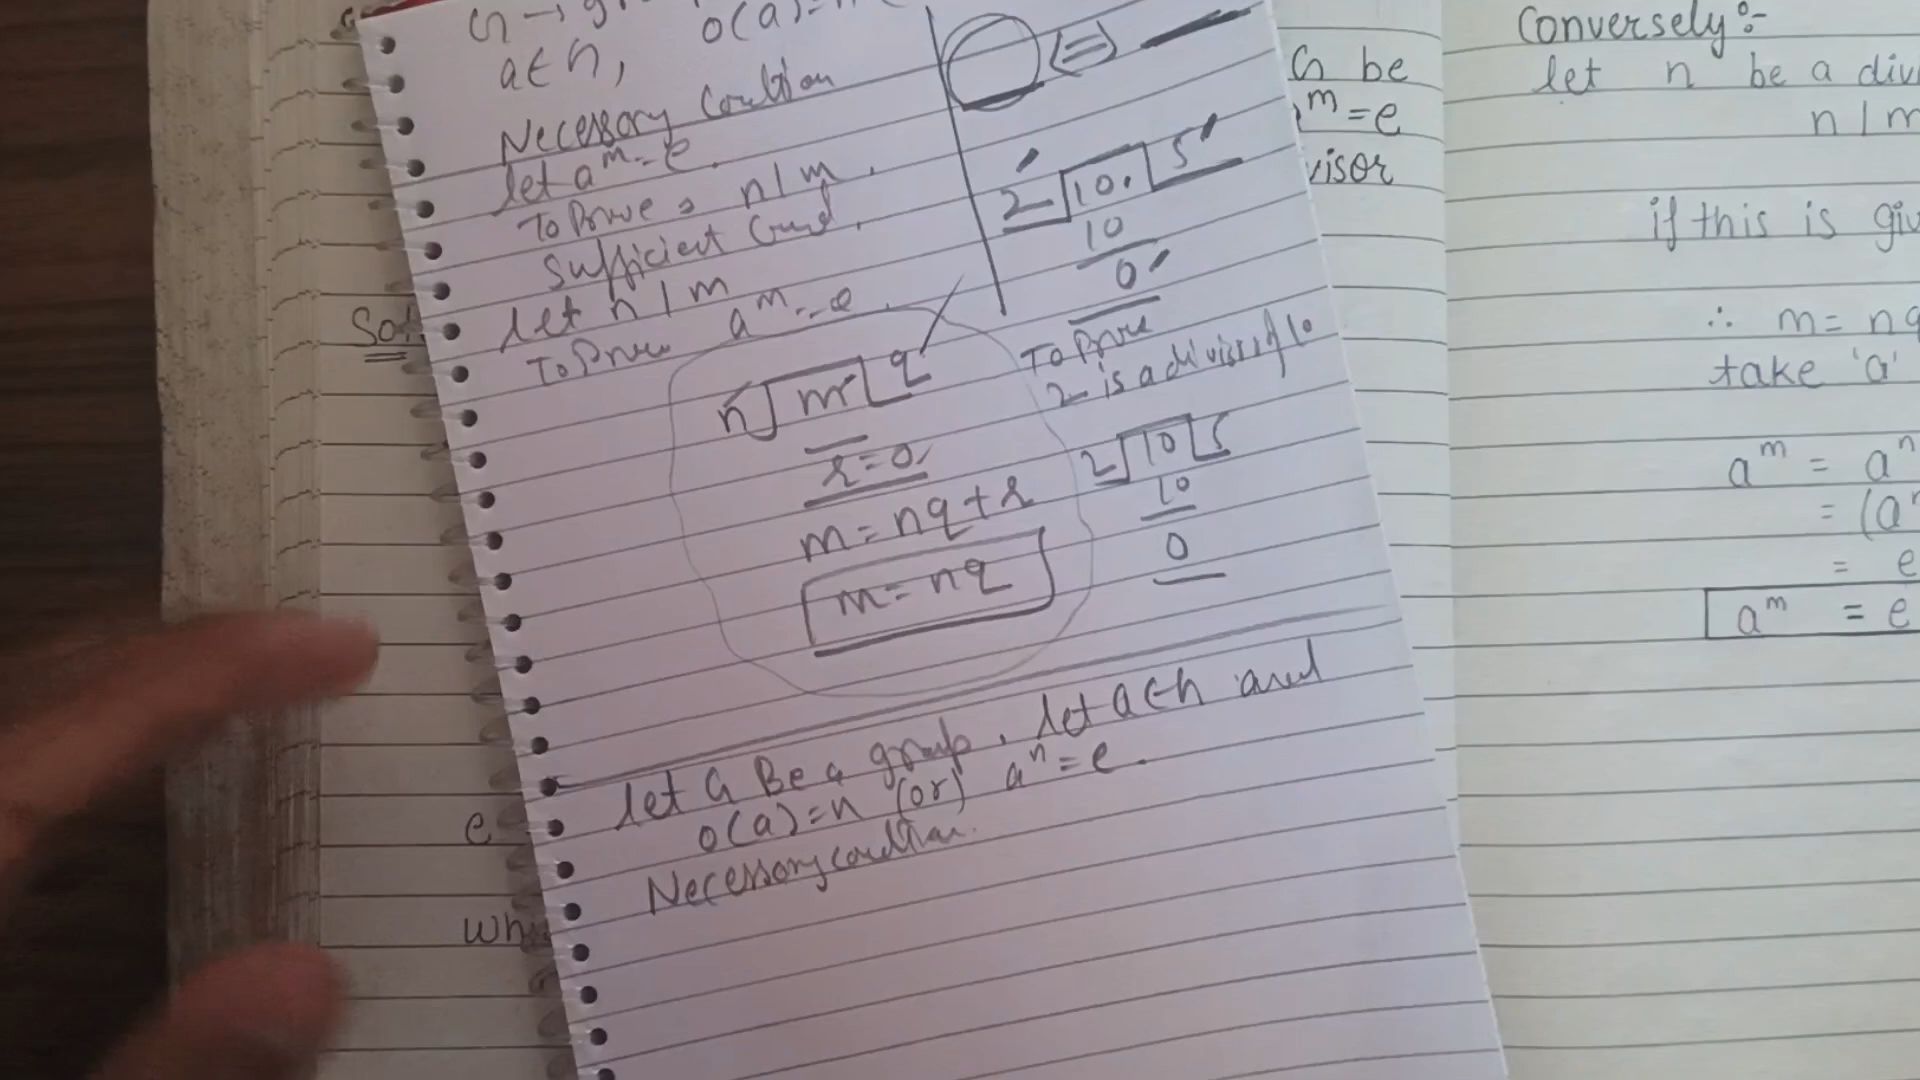 G → g
a ∈ G, o(a) = n
Necessary Condition
let a^m = e.
To Prove → n | m.
Sufficient Cond.
let n | m
To Prove a^m = e.
n ) m ( q
r = 0
m = nq + r
m = nq
⇔
2 ) 10. ( 5
10
0
To Prove
2 is a divisor of 10
2 ) 10 ( 5
10
0
let G Be a group. let a ∈ G and
o(a) = n (or) a^n = e.
Necessary condition.
Sol
e
Wh
G be
a^m = e
visor
Conversely :-
let n be a div
n | m
if this is giv
∴ m = nq
take 'a'
a^m = a^n
= (a^n
= e
a^m = e